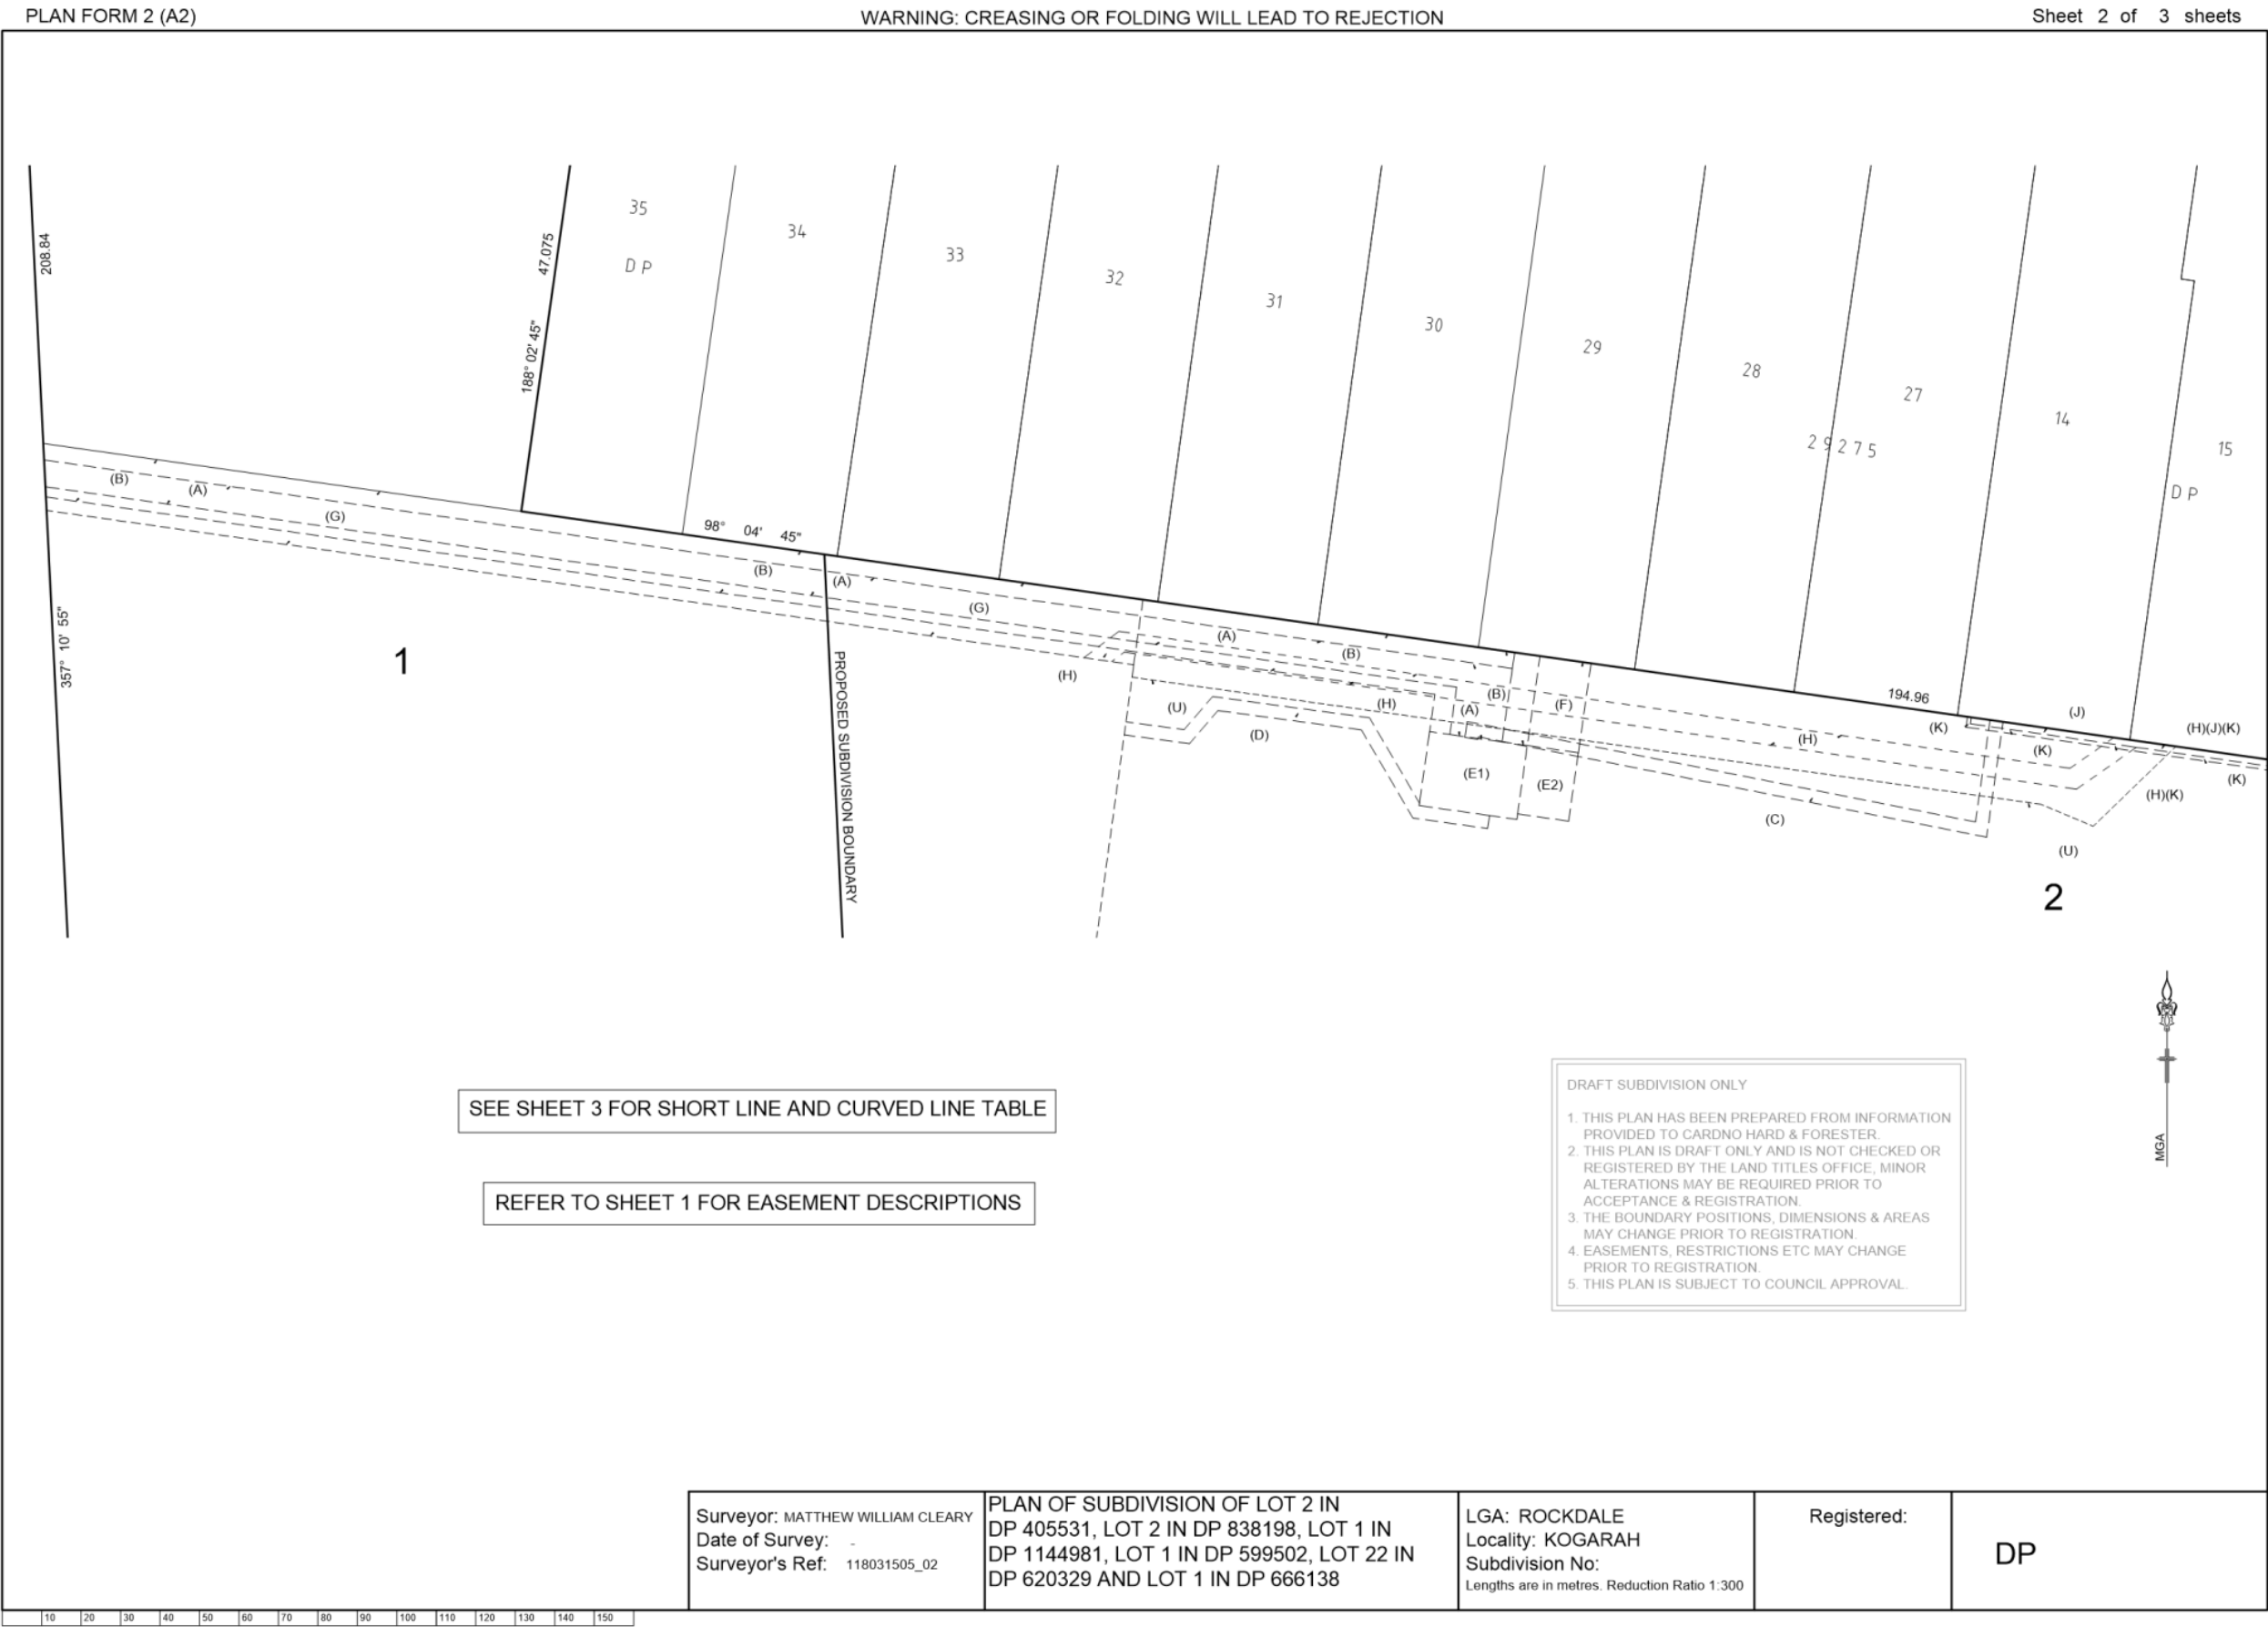 PLAN FORM 2 (A2)
WARNING: CREASING OR FOLDING WILL LEAD TO REJECTION
Sheet 2 of 3 sheets
208.84
357° 10' 55"
47.075
188° 02' 45"
35
DP
34
33
32
31
30
29
28
27
29275
14
15
DP
98° 04' 45"
194.96
(B)
(A)
(G)
(B)
(A)
(G)
(A)
(B)
(H)
(U)
(D)
(H)
(B)
(A)
(F)
(E1)
(E2)
(H)
(C)
(K)
(J)
(K)
(H)(J)(K)
(K)
(H)(K)
(U)
1
PROPOSED SUBDIVISION BOUNDARY
2
MGA
SEE SHEET 3 FOR SHORT LINE AND CURVED LINE TABLE
REFER TO SHEET 1 FOR EASEMENT DESCRIPTIONS
DRAFT SUBDIVISION ONLY
1. THIS PLAN HAS BEEN PREPARED FROM INFORMATION
PROVIDED TO CARDNO HARD & FORESTER.
2. THIS PLAN IS DRAFT ONLY AND IS NOT CHECKED OR
REGISTERED BY THE LAND TITLES OFFICE, MINOR
ALTERATIONS MAY BE REQUIRED PRIOR TO
ACCEPTANCE & REGISTRATION.
3. THE BOUNDARY POSITIONS, DIMENSIONS & AREAS
MAY CHANGE PRIOR TO REGISTRATION.
4. EASEMENTS, RESTRICTIONS ETC MAY CHANGE
PRIOR TO REGISTRATION.
5. THIS PLAN IS SUBJECT TO COUNCIL APPROVAL.
Surveyor: MATTHEW WILLIAM CLEARY
Date of Survey: -
Surveyor's Ref: 118031505_02
PLAN OF SUBDIVISION OF LOT 2 IN
DP 405531, LOT 2 IN DP 838198, LOT 1 IN
DP 1144981, LOT 1 IN DP 599502, LOT 22 IN
DP 620329 AND LOT 1 IN DP 666138
LGA: ROCKDALE
Locality: KOGARAH
Subdivision No:
Lengths are in metres. Reduction Ratio 1:300
Registered:
DP
10 20 30 40 50 60 70 80 90 100 110 120 130 140 150